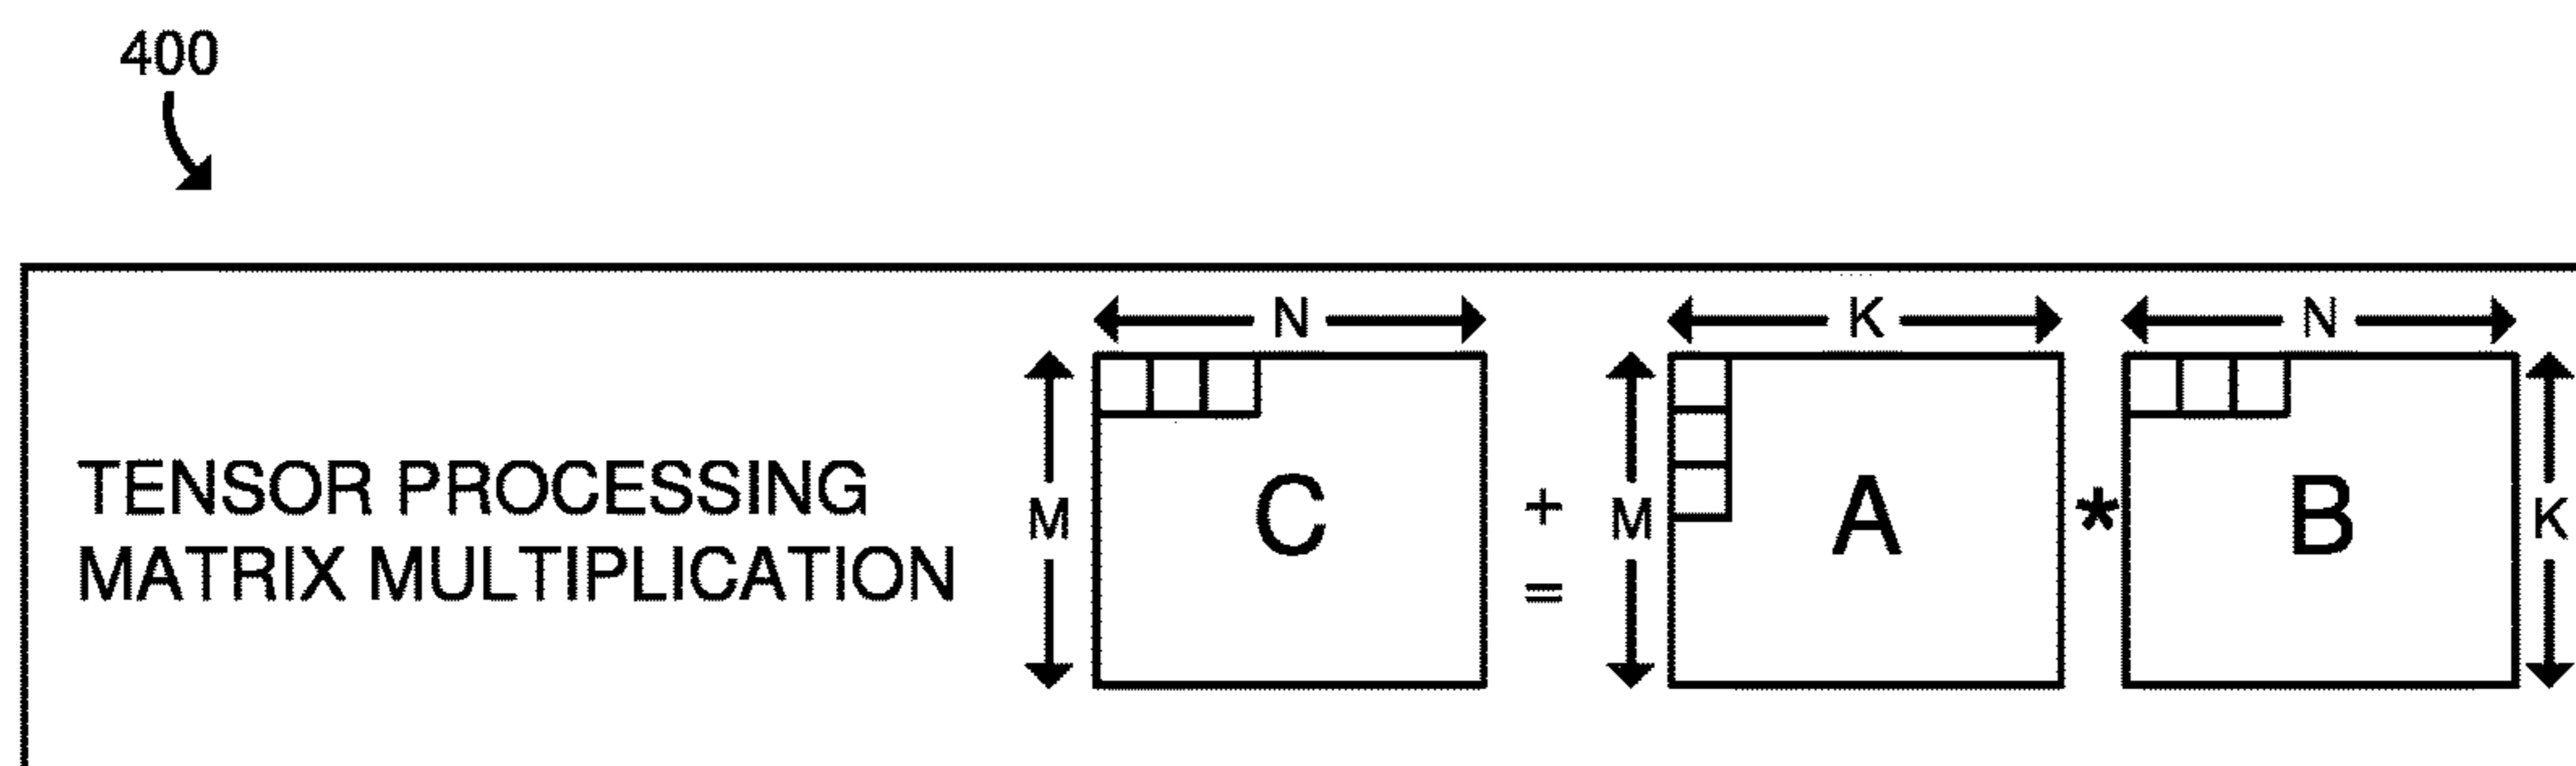 400
N K N
TENSOR PROCESSING
MATRIX MULTIPLICATION
M C + = M A * B K